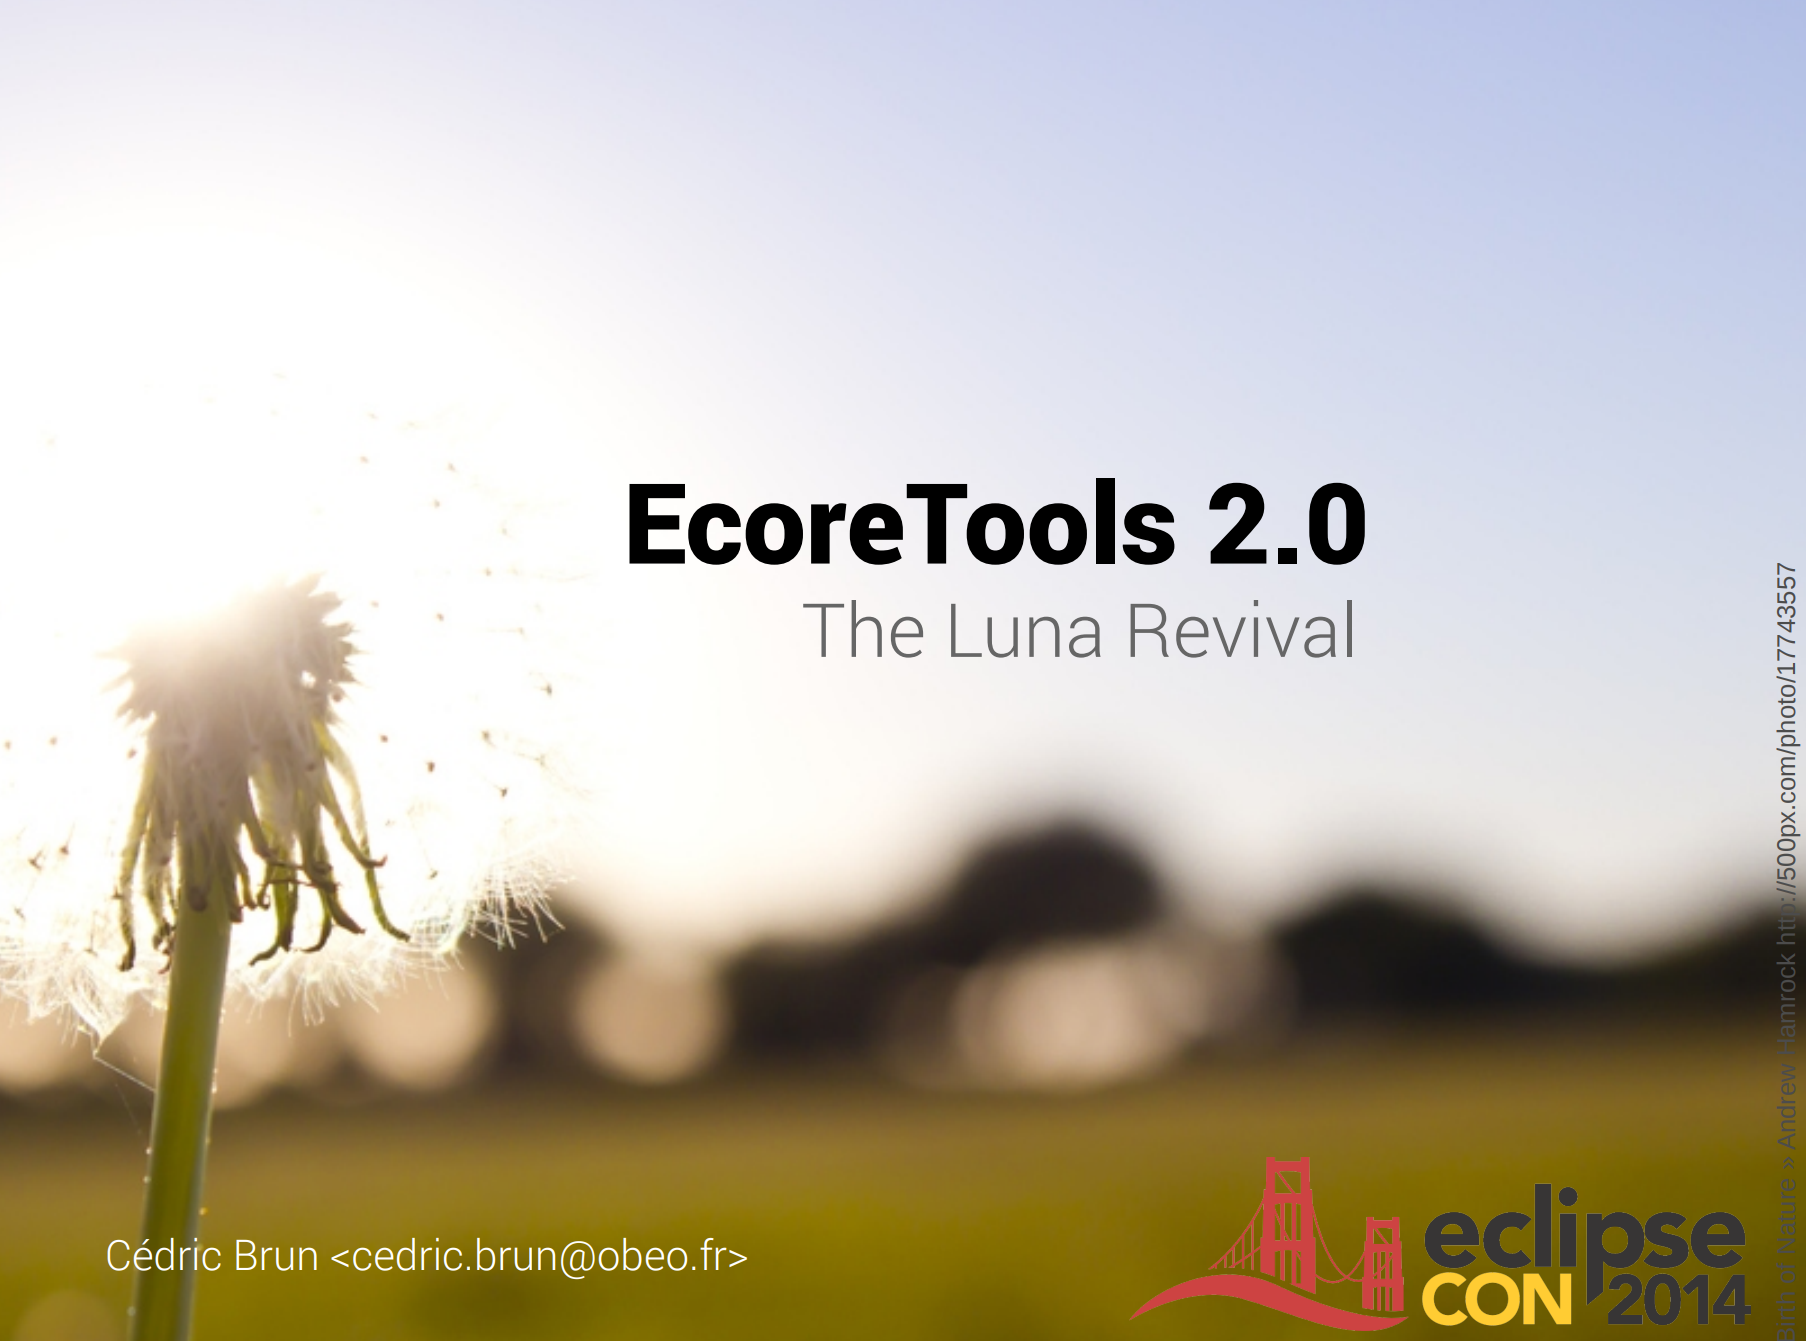 EcoreTools 2.0
The Luna Revival
Birth of Nature » Andrew Hamrock http://500px.com/photo/17743557
Cédric Brun <cedric.brun@obeo.fr>
eclipse
CON 2014